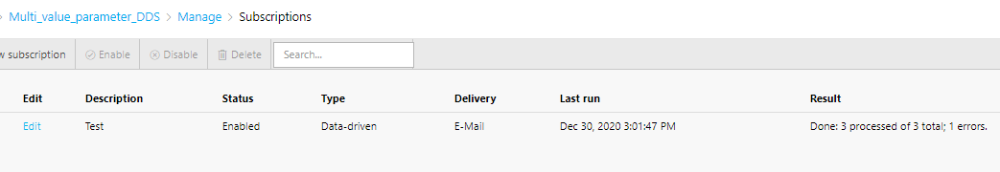 > Multi_value_parameter_DDS > Manage > Subscriptions
w subscription Enable Disable Delete Search...
Edit Description Status Type Delivery Last run Result
Edit Test Enabled Data-driven E-Mail Dec 30, 2020 3:01:47 PM Done: 3 processed of 3 total; 1 errors.